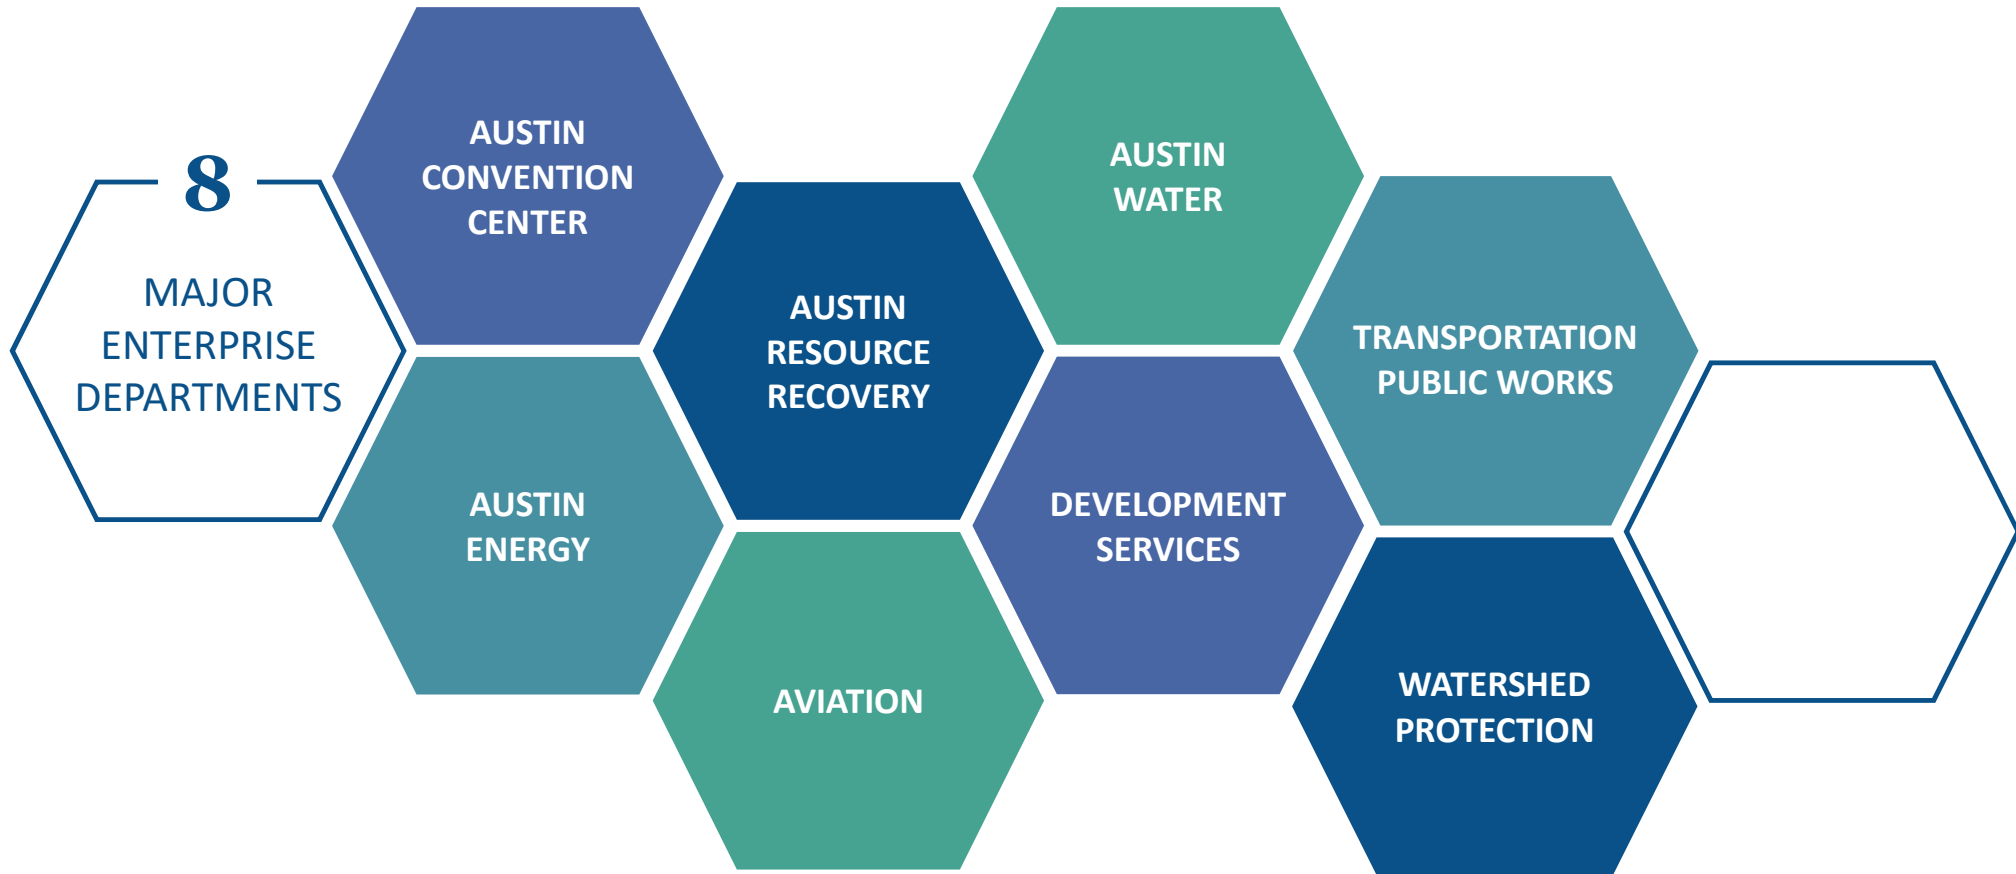 8
MAJOR
ENTERPRISE
DEPARTMENTS
AUSTIN
CONVENTION
CENTER
AUSTIN
ENERGY
AUSTIN
RESOURCE
RECOVERY
AVIATION
AUSTIN
WATER
DEVELOPMENT
SERVICES
TRANSPORTATION
PUBLIC WORKS
WATERSHED
PROTECTION